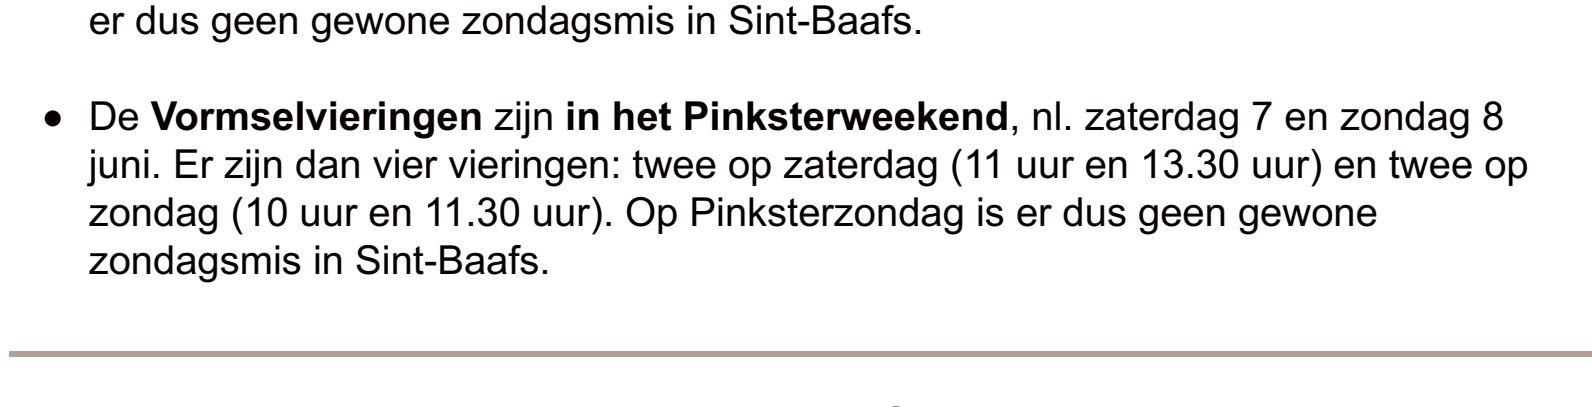 er dus geen gewone zondagsmis in Sint-Baafs.
● De Vormselvieringen zijn in het Pinksterweekend, nl. zaterdag 7 en zondag 8
juni. Er zijn dan vier vieringen: twee op zaterdag (11 uur en 13.30 uur) en twee op
zondag (10 uur en 11.30 uur). Op Pinksterzondag is er dus geen gewone
zondagsmis in Sint-Baafs.